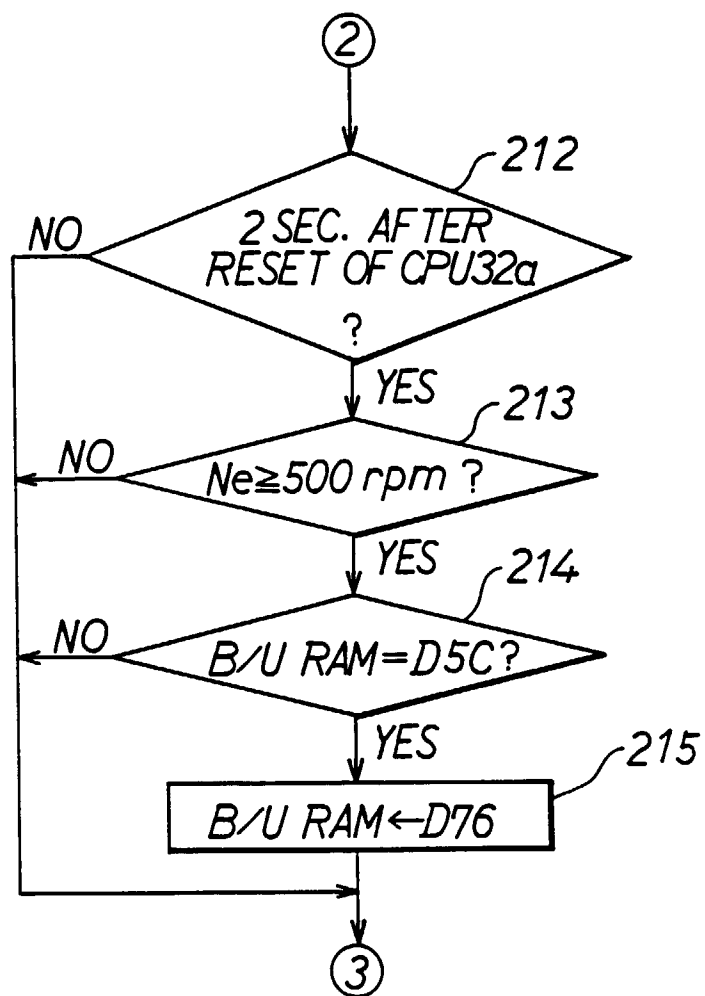 2
212
2 SEC. AFTER
RESET OF CPU32a
?
NO
YES
213
Ne≧500 rpm ?
NO
YES
214
B/U RAM=D5C?
NO
YES
215
B/U RAM←D76
3